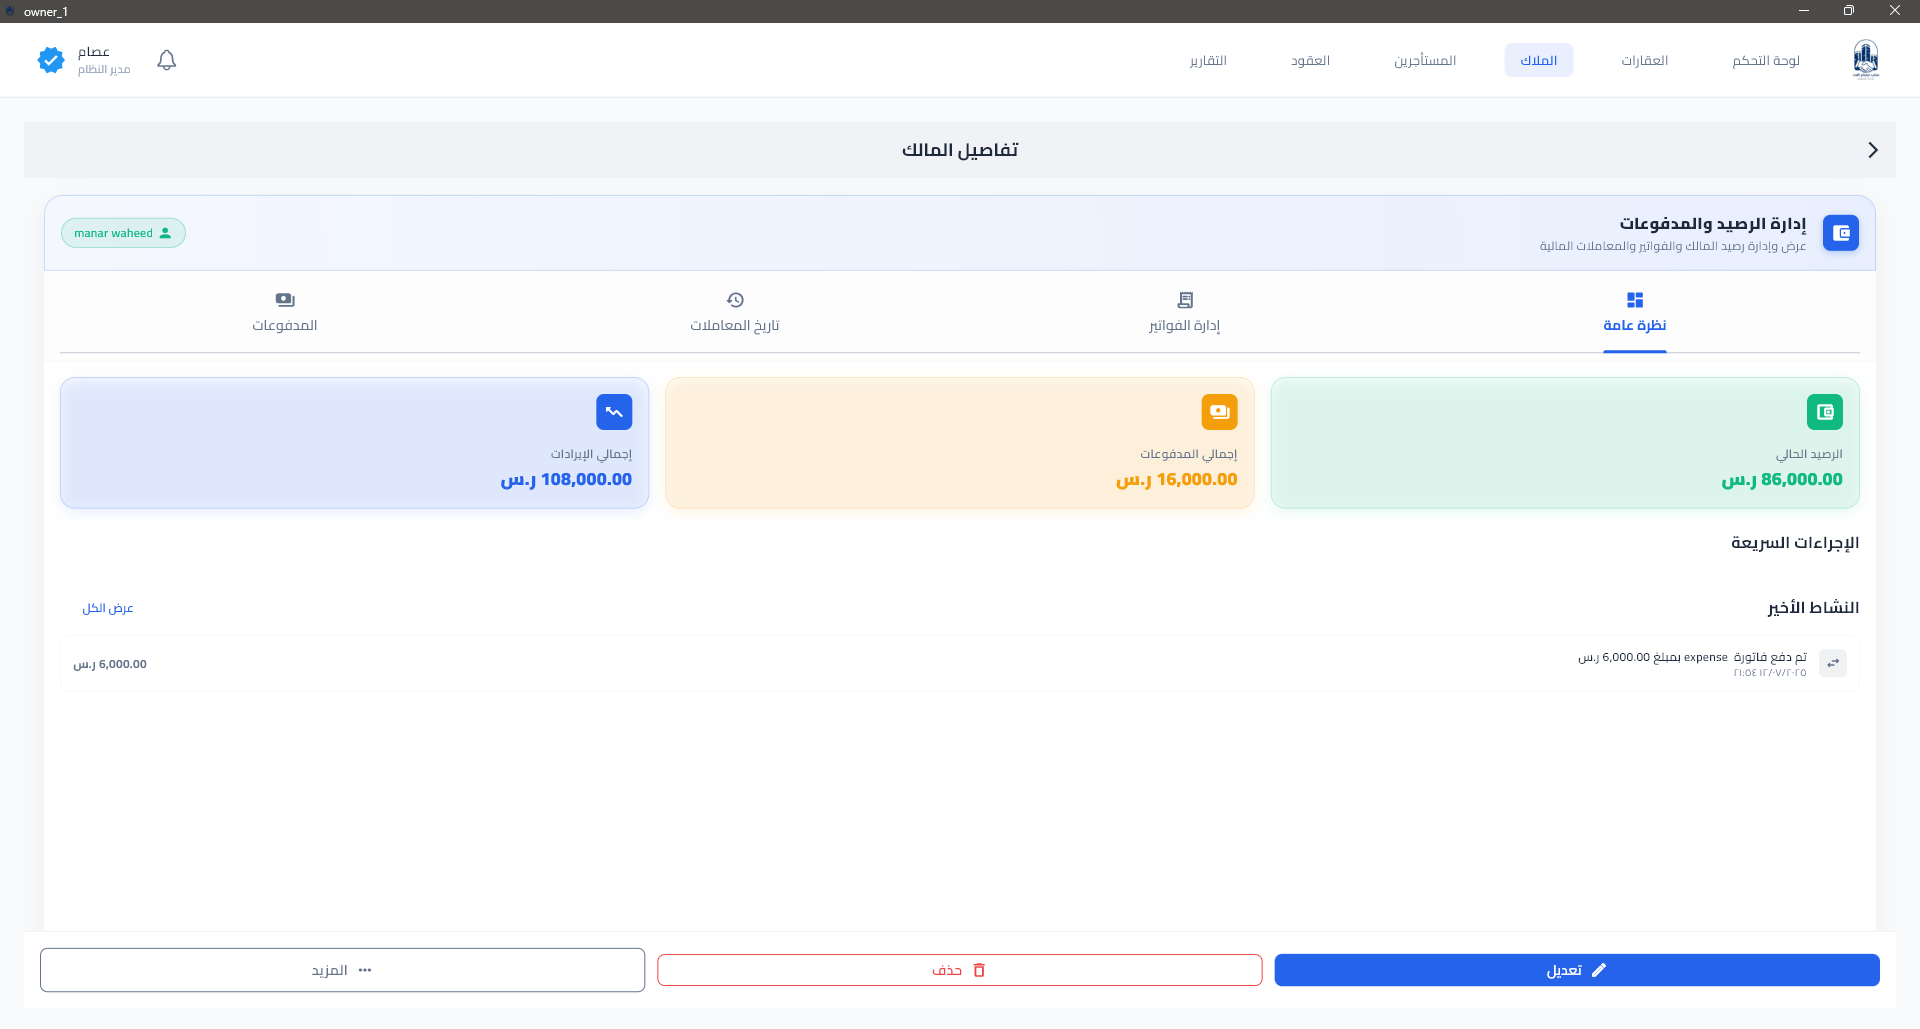 owner_1
لوحة التحكم
العقارات
الملاك
المستأجرين
العقود
التقارير
عصام
مدير النظام
تفاصيل المالك
إدارة الرصيد والمدفوعات
عرض وإدارة رصيد المالك والفواتير والمعاملات المالية
manar waheed
نظرة عامة
إدارة الفواتير
تاريخ المعاملات
المدفوعات
الرصيد الحالي
86,000.00 ر.س
إجمالي المدفوعات
16,000.00 ر.س
إجمالي الإيرادات
108,000.00 ر.س
الإجراءات السريعة
النشاط الأخير
عرض الكل
تم دفع فاتورة expense بمبلغ 6,000.00 ر.س
١٢/٠٧/٢٠٢٥ ٢١:٥٤
6,000.00 ر.س
تعديل
حذف
المزيد